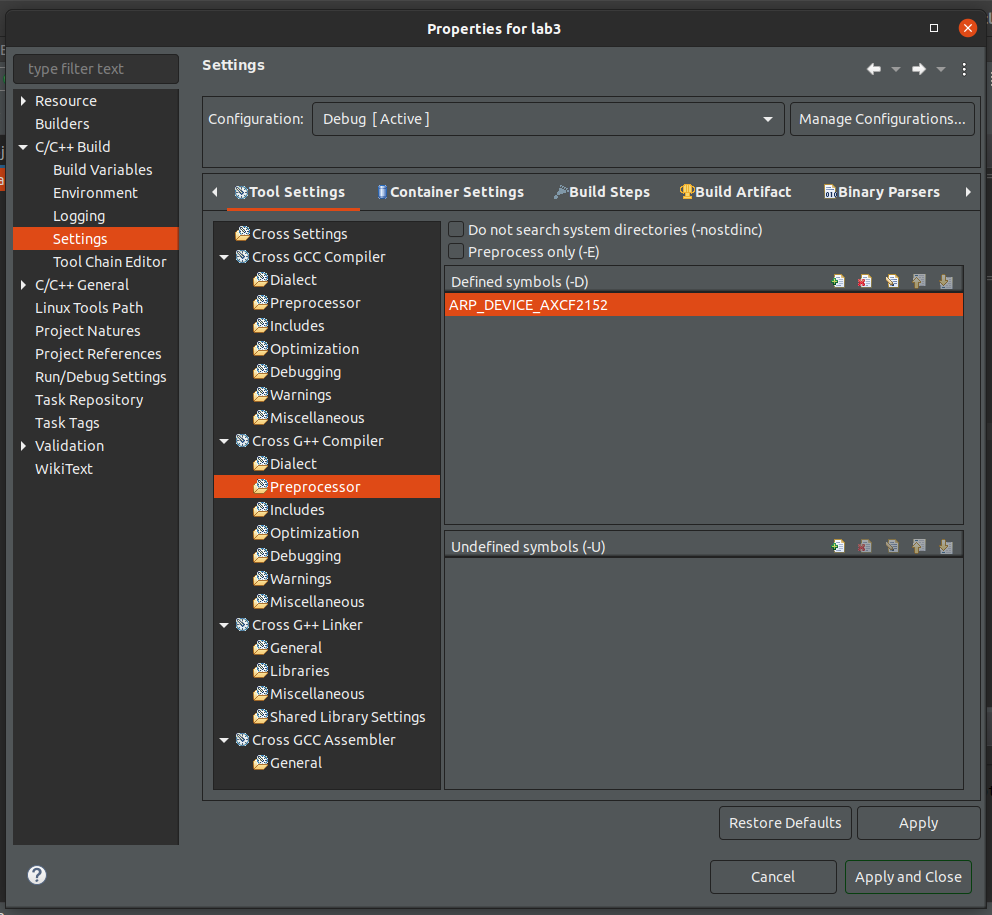 Properties for lab3
type filter text
Resource
Builders
C/C++ Build
Build Variables
Environment
Logging
Settings
Tool Chain Editor
C/C++ General
Linux Tools Path
Project Natures
Project References
Run/Debug Settings
Task Repository
Task Tags
Validation
WikiText
Settings
Configuration:
Debug [ Active ]
Manage Configurations...
Tool Settings
Container Settings
Build Steps
Build Artifact
Binary Parsers
Cross Settings
Cross GCC Compiler
Dialect
Preprocessor
Includes
Optimization
Debugging
Warnings
Miscellaneous
Cross G++ Compiler
Dialect
Preprocessor
Includes
Optimization
Debugging
Warnings
Miscellaneous
Cross G++ Linker
General
Libraries
Miscellaneous
Shared Library Settings
Cross GCC Assembler
General
Do not search system directories (-nostdinc)
Preprocess only (-E)
Defined symbols (-D)
ARP_DEVICE_AXCF2152
Undefined symbols (-U)
Restore Defaults
Apply
Cancel
Apply and Close